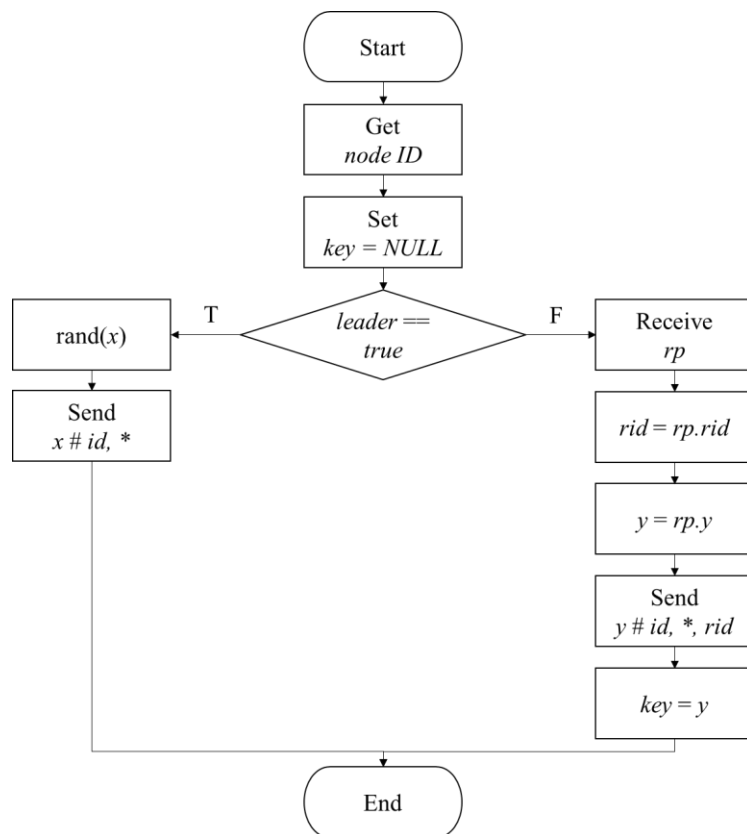 Start
Get
node ID
Set
key = NULL
leader ==
true
T
rand(x)
Send
x # id, *
F
Receive
rp
rid = rp.rid
y = rp.y
Send
y # id, *, rid
key = y
End